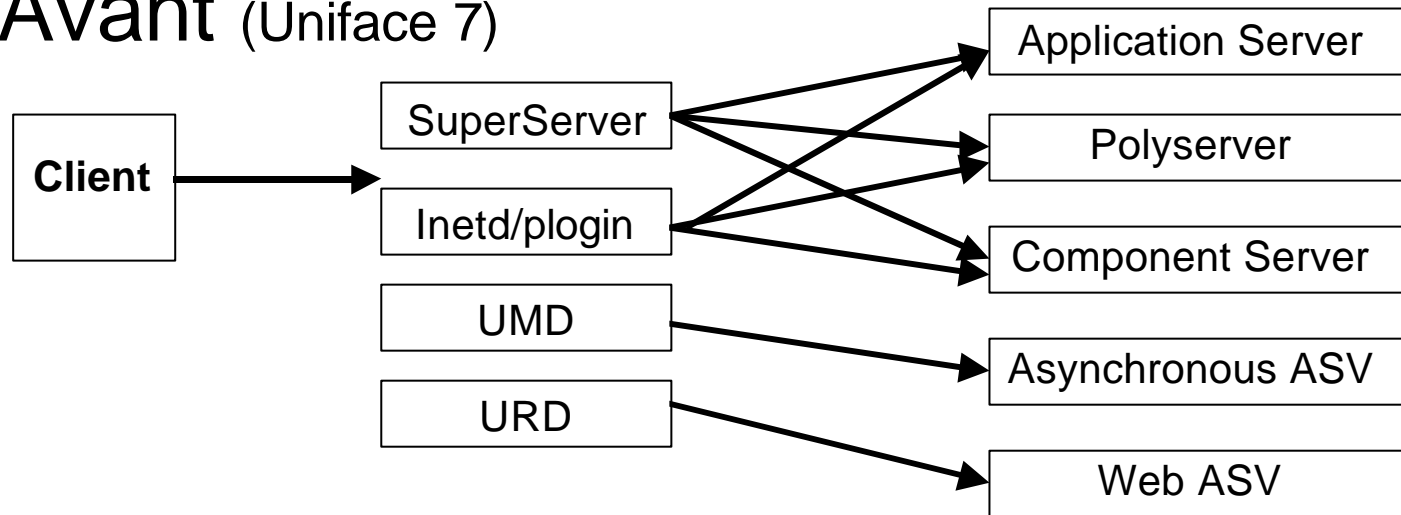 Avant (Uniface 7)
Application Server
SuperServer
Polyserver
Client
Inetd/plogin
Component Server
UMD
Asynchronous ASV
URD
Web ASV